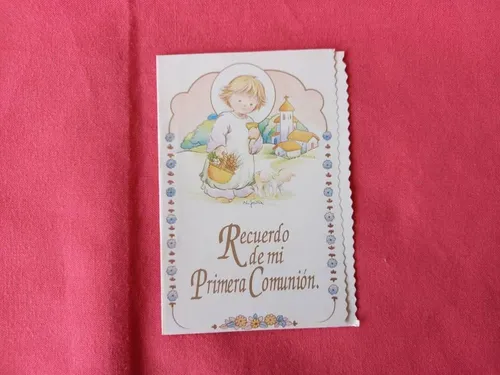 Recuerdo
de mi
Primera Comunión.